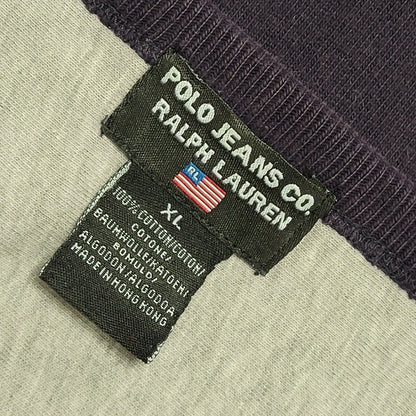 POLO JEANS CO.
RALPH LAUREN
RL
XL
100% COTTON/COTON/
COTONE/
BAUMWOLLE/KATOEN/
ALGODON/ALGODOA
BOMULD/
MADE IN HONG KONG